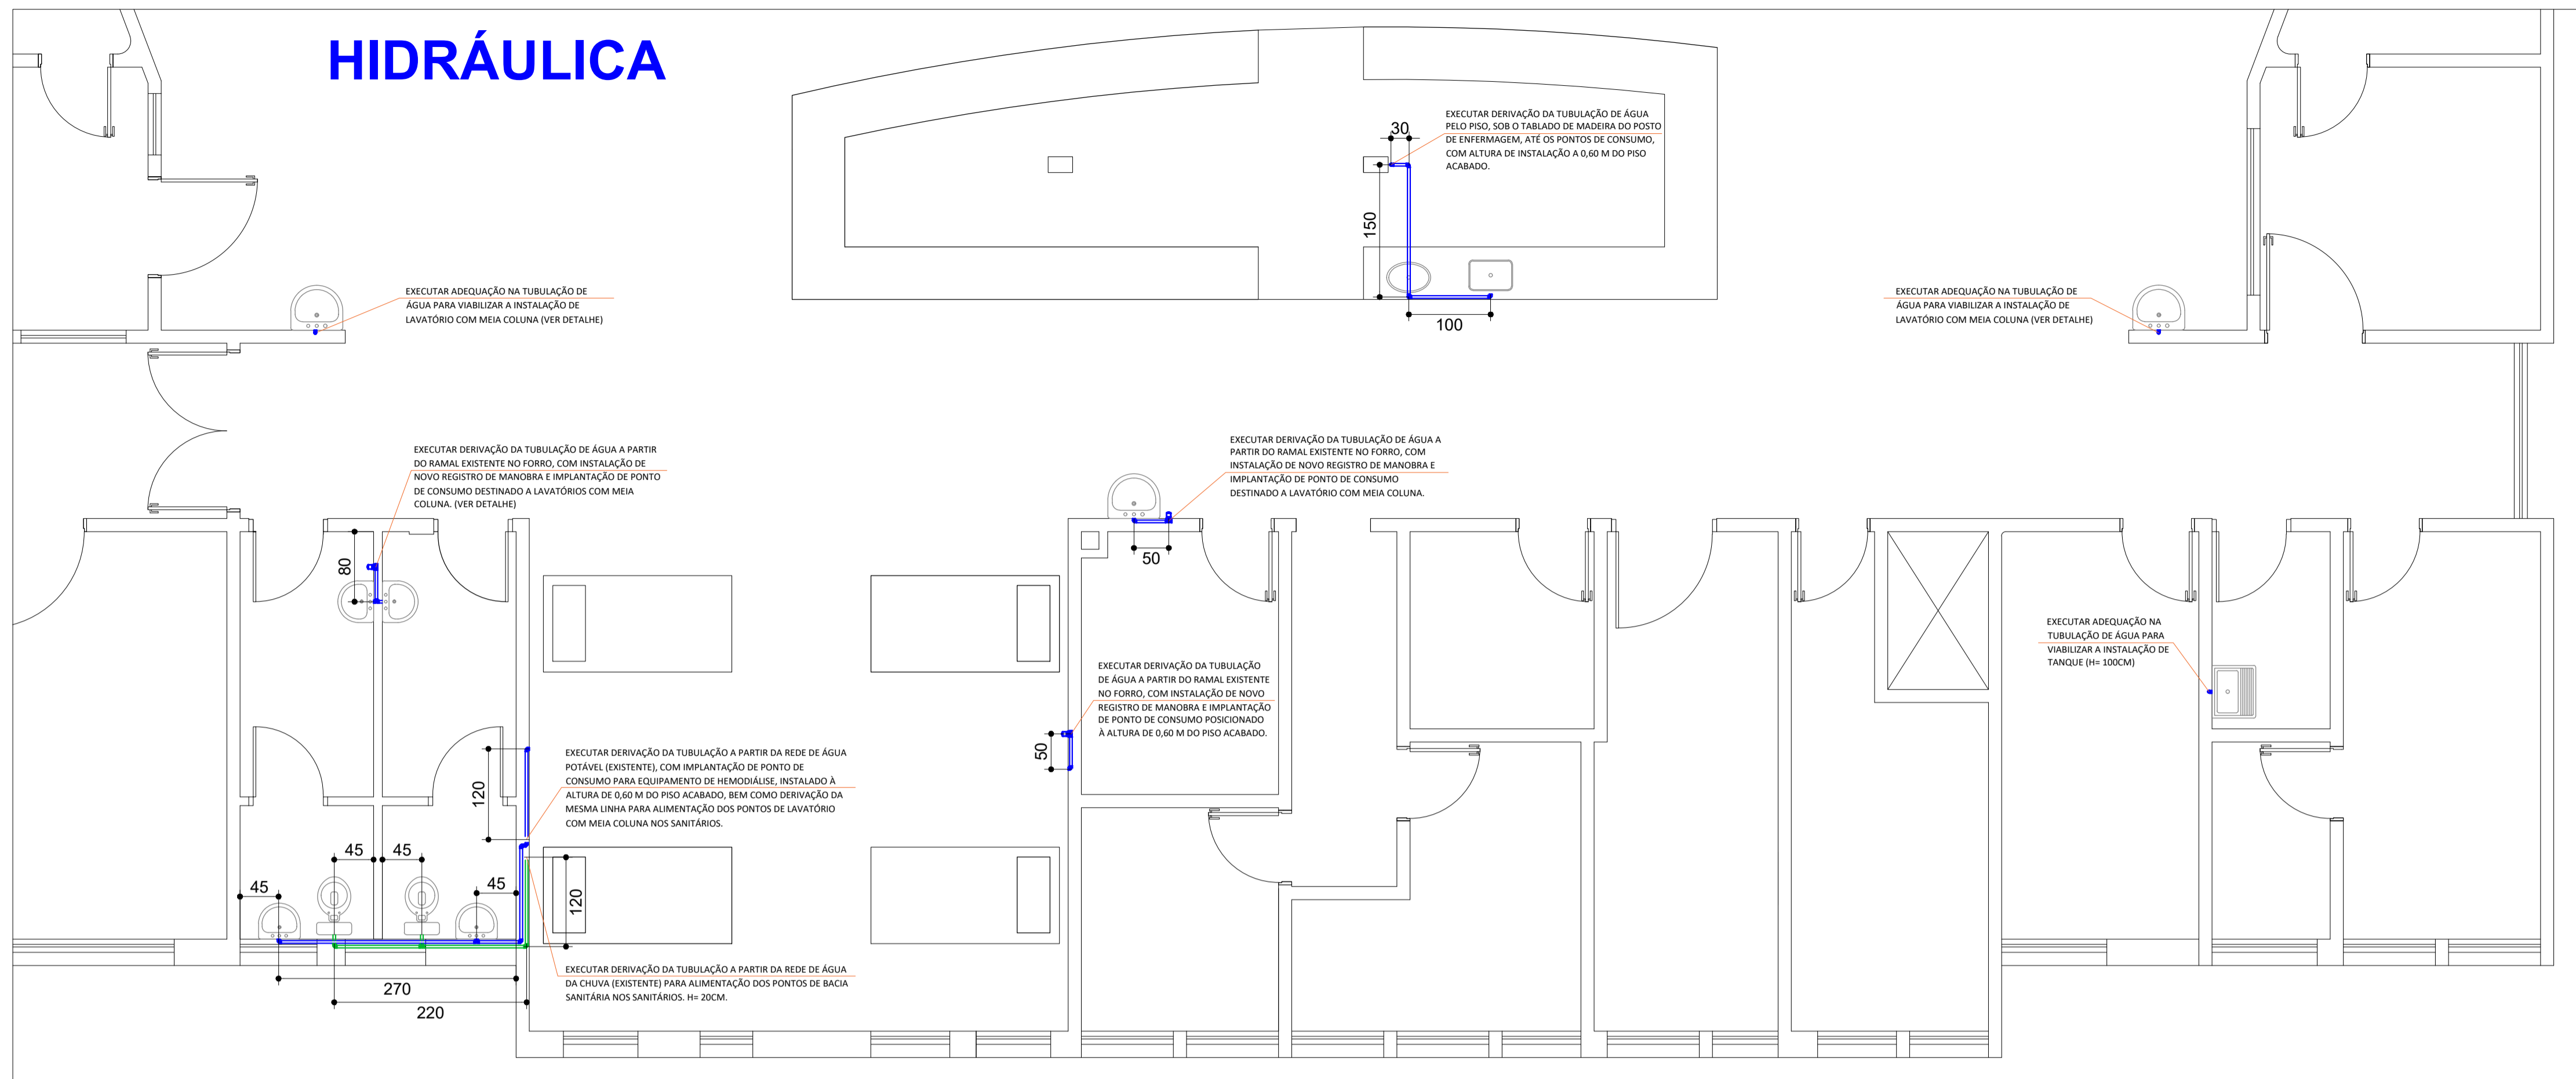 HIDRÁULICA
EXECUTAR DERIVAÇÃO DA TUBULAÇÃO DE ÁGUA
PELO PISO, SOB O TABLADO DE MADEIRA DO POSTO
DE ENFERMAGEM, ATÉ OS PONTOS DE CONSUMO,
COM ALTURA DE INSTALAÇÃO A 0,60 M DO PISO
ACABADO.
30
150
100
EXECUTAR ADEQUAÇÃO NA TUBULAÇÃO DE
ÁGUA PARA VIABILIZAR A INSTALAÇÃO DE
LAVATÓRIO COM MEIA COLUNA (VER DETALHE)
EXECUTAR ADEQUAÇÃO NA TUBULAÇÃO DE
ÁGUA PARA VIABILIZAR A INSTALAÇÃO DE
LAVATÓRIO COM MEIA COLUNA (VER DETALHE)
EXECUTAR DERIVAÇÃO DA TUBULAÇÃO DE ÁGUA A PARTIR
DO RAMAL EXISTENTE NO FORRO, COM INSTALAÇÃO DE
NOVO REGISTRO DE MANOBRA E IMPLANTAÇÃO DE PONTO
DE CONSUMO DESTINADO A LAVATÓRIOS COM MEIA
COLUNA. (VER DETALHE)
80
EXECUTAR DERIVAÇÃO DA TUBULAÇÃO DE ÁGUA A
PARTIR DO RAMAL EXISTENTE NO FORRO, COM
INSTALAÇÃO DE NOVO REGISTRO DE MANOBRA E
IMPLANTAÇÃO DE PONTO DE CONSUMO
DESTINADO A LAVATÓRIO COM MEIA COLUNA.
50
EXECUTAR ADEQUAÇÃO NA
TUBULAÇÃO DE ÁGUA PARA
VIABILIZAR A INSTALAÇÃO DE
TANQUE (H= 100CM)
EXECUTAR DERIVAÇÃO DA TUBULAÇÃO
DE ÁGUA A PARTIR DO RAMAL EXISTENTE
NO FORRO, COM INSTALAÇÃO DE NOVO
REGISTRO DE MANOBRA E IMPLANTAÇÃO
DE PONTO DE CONSUMO POSICIONADO
À ALTURA DE 0,60 M DO PISO ACABADO.
50
EXECUTAR DERIVAÇÃO DA TUBULAÇÃO A PARTIR DA REDE DE ÁGUA
POTÁVEL (EXISTENTE), COM IMPLANTAÇÃO DE PONTO DE
CONSUMO PARA EQUIPAMENTO DE HEMODIÁLISE, INSTALADO À
ALTURA DE 0,60 M DO PISO ACABADO, BEM COMO DERIVAÇÃO DA
MESMA LINHA PARA ALIMENTAÇÃO DOS PONTOS DE LAVATÓRIO
COM MEIA COLUNA NOS SANITÁRIOS.
120
45
45
45
45
120
EXECUTAR DERIVAÇÃO DA TUBULAÇÃO A PARTIR DA REDE DE ÁGUA
DA CHUVA (EXISTENTE) PARA ALIMENTAÇÃO DOS PONTOS DE BACIA
SANITÁRIA NOS SANITÁRIOS. H= 20CM.
270
220